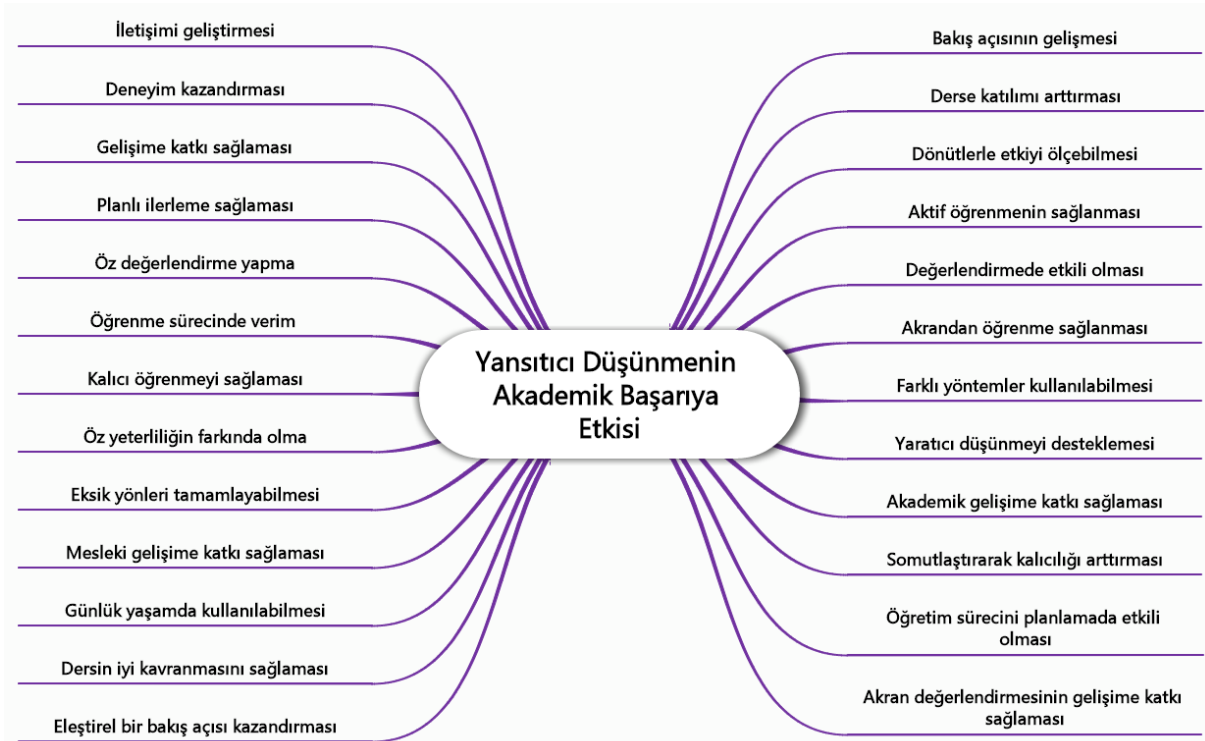 İletişimi geliştirmesi
Deneyim kazandırması
Gelişime katkı sağlaması
Planlı ilerleme sağlaması
Öz değerlendirme yapma
Öğrenme sürecinde verim
Kalıcı öğrenmeyi sağlaması
Öz yeterliliğin farkında olma
Eksik yönleri tamamlayabilmesi
Mesleki gelişime katkı sağlaması
Günlük yaşamda kullanılabilmesi
Dersin iyi kavranmasını sağlaması
Eleştirel bir bakış açısı kazandırması
Yansıtıcı Düşünmenin
Akademik Başarıya
Etkisi
Bakış açısının gelişmesi
Derse katılımı arttırması
Dönütlerle etkiyi ölçebilmesi
Aktif öğrenmenin sağlanması
Değerlendirmede etkili olması
Akrandan öğrenme sağlanması
Farklı yöntemler kullanılabilmesi
Yaratıcı düşünmeyi desteklemesi
Akademik gelişime katkı sağlaması
Somutlaştırarak kalıcılığı arttırması
Öğretim sürecini planlamada etkili
olması
Akran değerlendirmesinin gelişime katkı
sağlaması